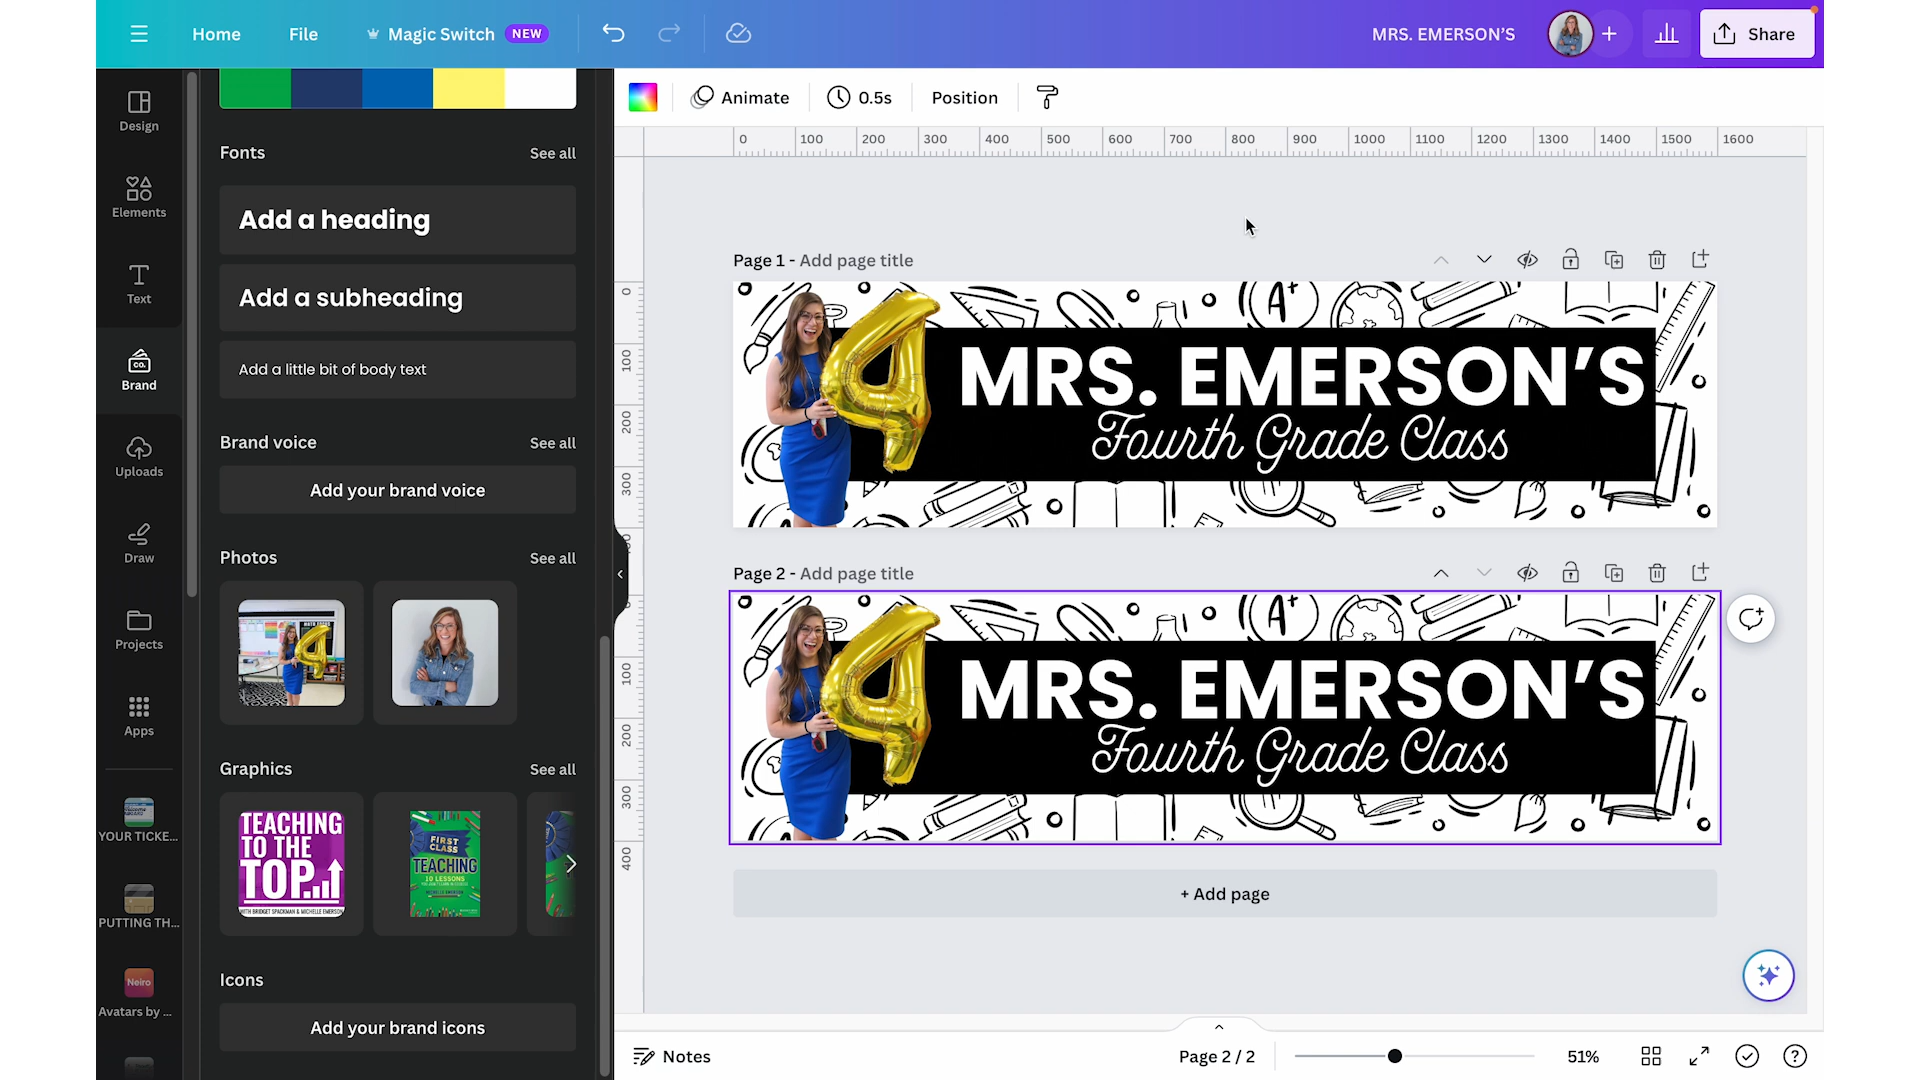 Home
File
Magic Switch NEW
MRS. EMERSON'S
Share
Design
Elements
Text
Brand
Uploads
Draw
Projects
Apps
YOUR TICKE...
PUTTING TH...
Neiro
Avatars by ...
Fonts
See all
Add a heading
Add a subheading
Add a little bit of body text
Brand voice
See all
Add your brand voice
Photos
See all
Graphics
See all
TEACHING
TO THE
TOP
WITH BRIDGET SPACKMAN & MICHELLE EMERSON
FIRST
CLASS
TEACHING
10 LESSONS
Icons
Add your brand icons
Animate
0.5s
Position
0 100 200 300 400 500 600 700 800 900 1000 1100 1200 1300 1400 1500 1600
0
100
200
300
Page 1 - Add page title
A+
MRS. EMERSON'S
Fourth Grade Class
Page 2 - Add page title
0
100
200
300
400
A+
MRS. EMERSON'S
Fourth Grade Class
+ Add page
Notes
Page 2 / 2
51%